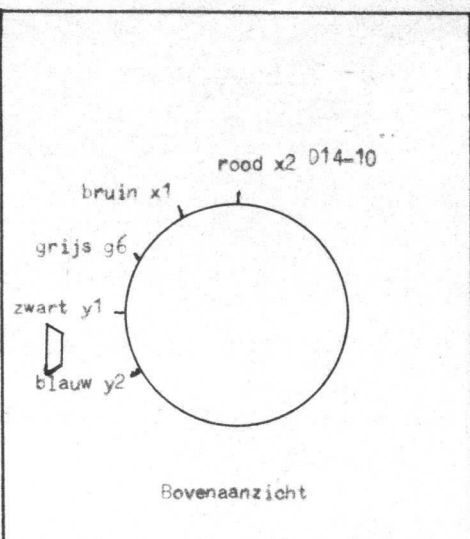 rood x2 D14-10
bruin x1
grijs g6
zwart y1
blauw y2
Bovenaanzicht